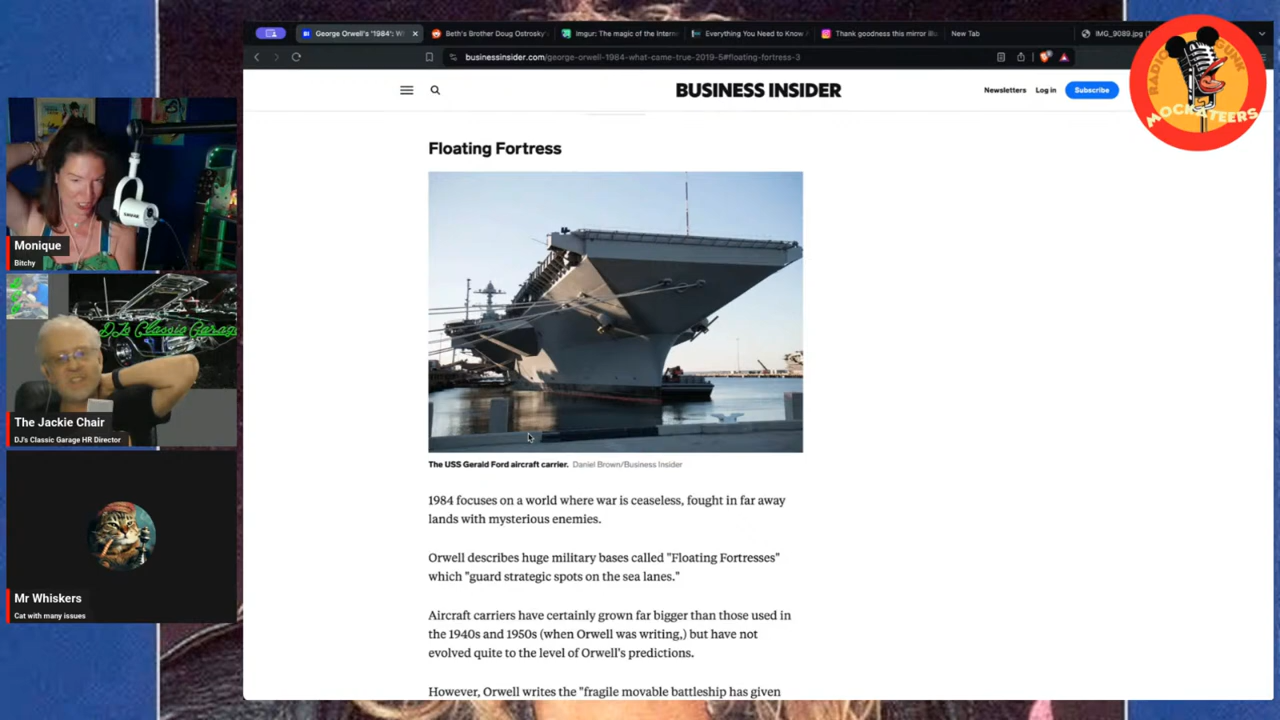 George Orwell's "1984": W
Beth's Brother Doug Ostrosky
Imgur: The magic of the Intern
Everything You Need to Know A
Thank goodness this mirror illu
New Tab
IMG_9089.jpg
businessinsider.com/george-orwell-1984-what-came-true-2019-5#floating-fortress-3
BUSINESS INSIDER
Newsletters
Log in
Subscribe
RADIO GUNK
MOCKATEERS
Floating Fortress
The USS Gerald Ford aircraft carrier. Daniel Brown/Business Insider
1984 focuses on a world where war is ceaseless, fought in far away
lands with mysterious enemies.
Orwell describes huge military bases called "Floating Fortresses"
which "guard strategic spots on the sea lanes."
Aircraft carriers have certainly grown far bigger than those used in
the 1940s and 1950s (when Orwell was writing,) but have not
evolved quite to the level of Orwell's predictions.
However, Orwell writes the "fragile movable battleship has given
SHURE
Monique
Bitchy
DJs Classic Garage
The Jackie Chair
DJ's Classic Garage HR Director
Mr Whiskers
Cat with many issues